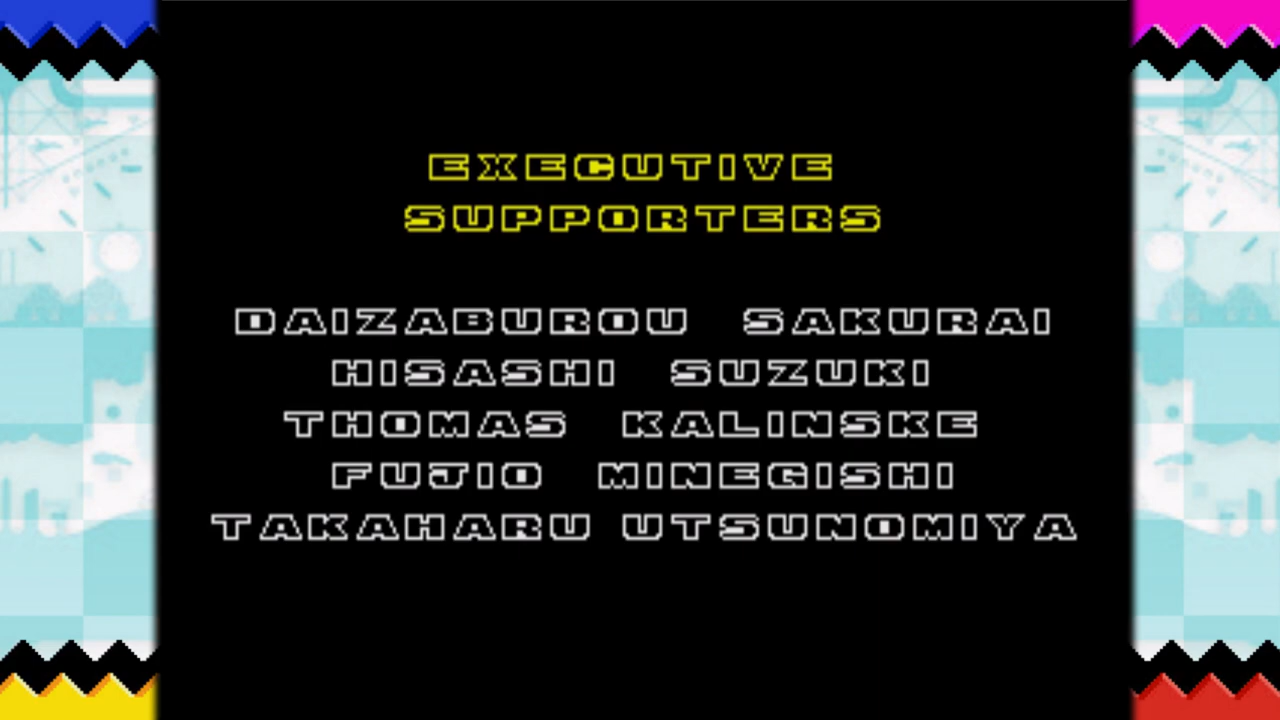 EXECUTIVE
SUPPORTERS
DAIZABUROU SAKURAI
HISASHI SUZUKI
THOMAS KALINSKE
FUJIO MINEGISHI
TAKAHARU UTSUNOMIYA